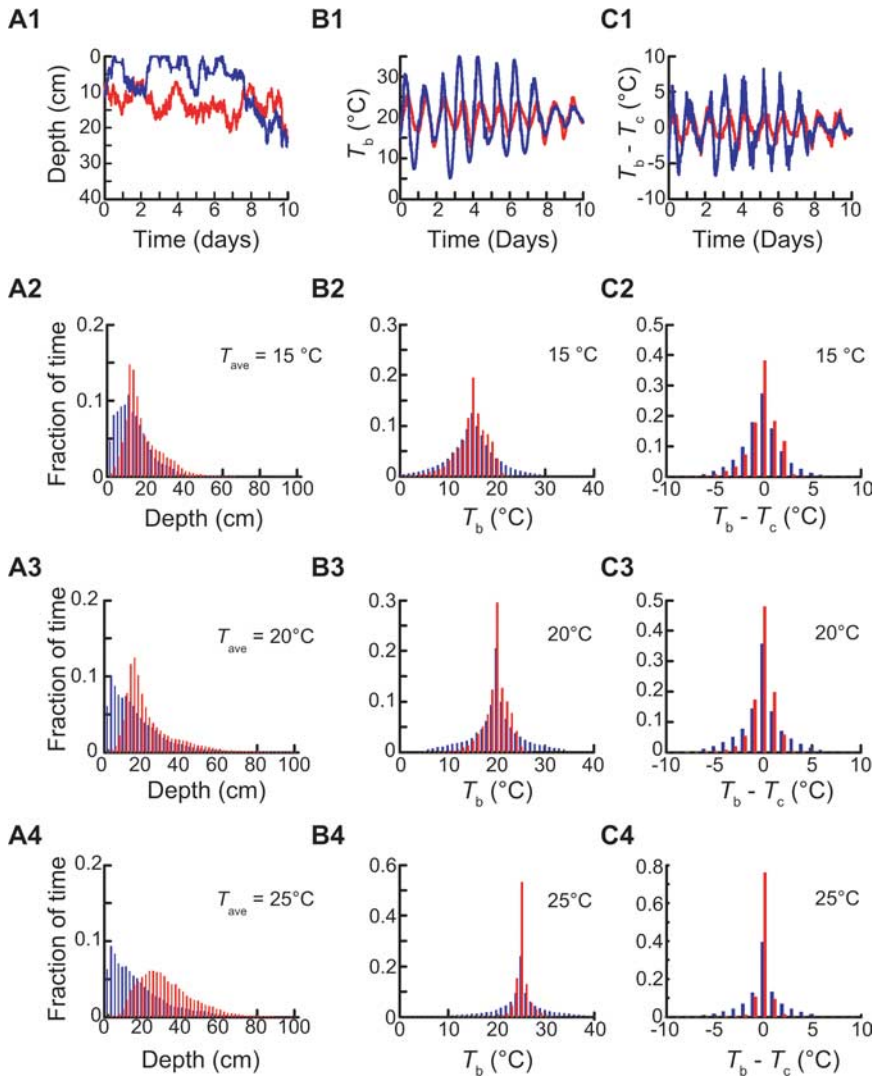 A1
B1
C1
Depth (cm)
0
10
20
30
40
0 2 4 6 8 10
Time (days)
T_b (°C)
30
20
10
0
0 2 4 6 8 10
Time (Days)
T_b - T_c (°C)
10
5
0
-5
-10
0 2 4 6 8 10
Time (Days)
A2
B2
C2
Fraction of time
0.2
0.1
0
T_ave = 15 °C
0 20 40 60 80 100
Depth (cm)
0.3
0.2
0.1
0
15 °C
0 10 20 30 40
T_b (°C)
0.5
0.4
0.3
0.2
0.1
0
15 °C
-10 -5 0 5 10
T_b - T_c (°C)
A3
B3
C3
Fraction of time
0.2
0.1
0
T_ave = 20°C
0 20 40 60 80 100
Depth (cm)
0.3
0.2
0.1
0
20°C
0 10 20 30 40
T_b (°C)
0.5
0.4
0.3
0.2
0.1
0
20°C
-10 -5 0 5 10
T_b - T_c (°C)
A4
B4
C4
Fraction of time
0.2
0.1
0
T_ave = 25°C
0 20 40 60 80 100
Depth (cm)
0.6
0.4
0.2
0
25°C
0 10 20 30 40
T_b (°C)
0.8
0.6
0.4
0.2
0
25°C
-10 -5 0 5 10
T_b - T_c (°C)